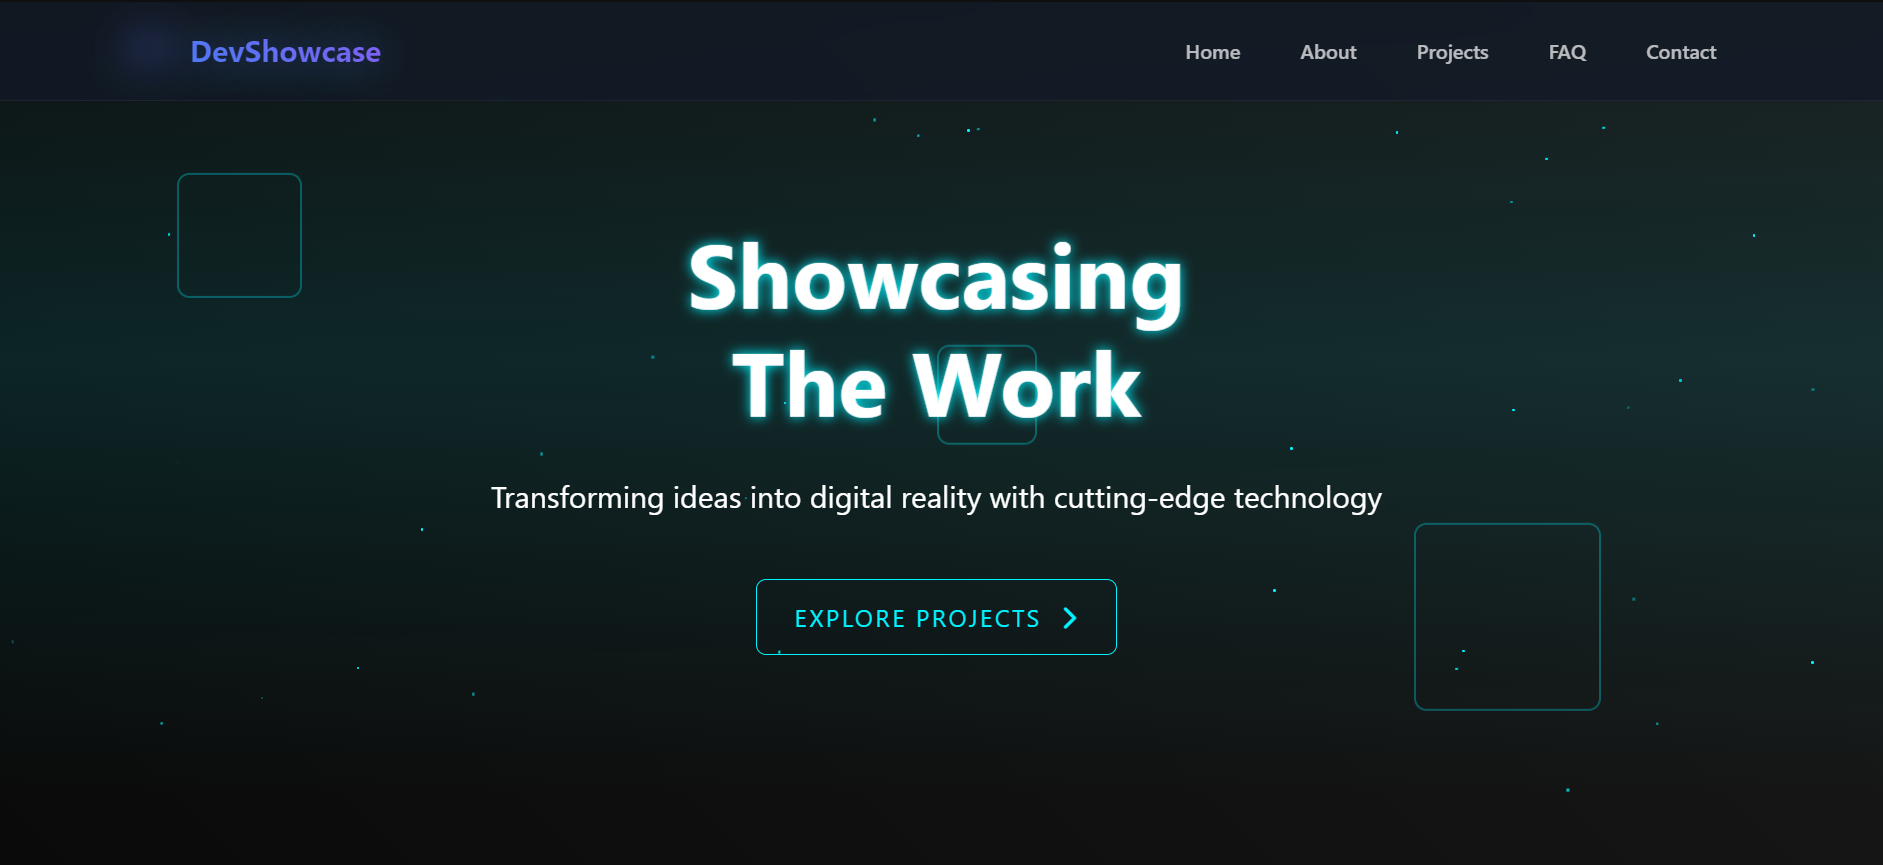 DevShowcase
Home About Projects FAQ Contact
Showcasing
The Work
Transforming ideas into digital reality with cutting-edge technology
EXPLORE PROJECTS